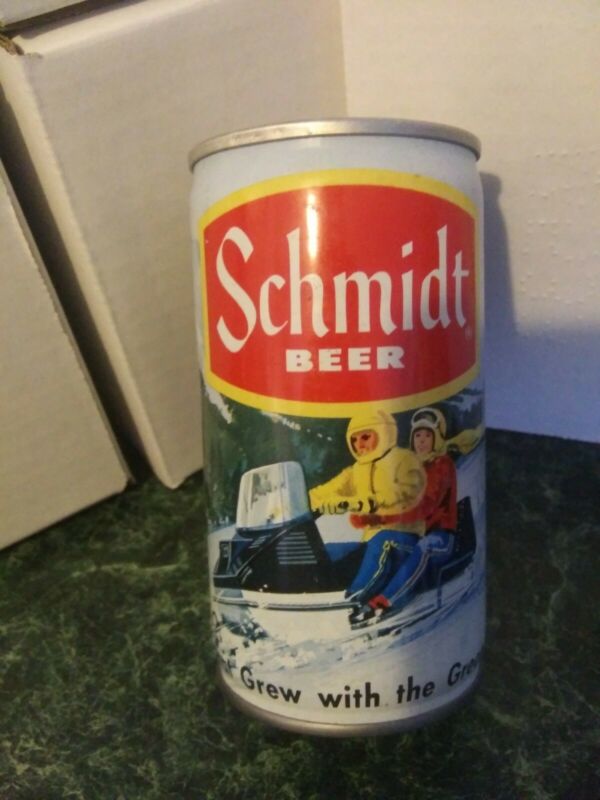 Schmidt
BEER
Grew with the